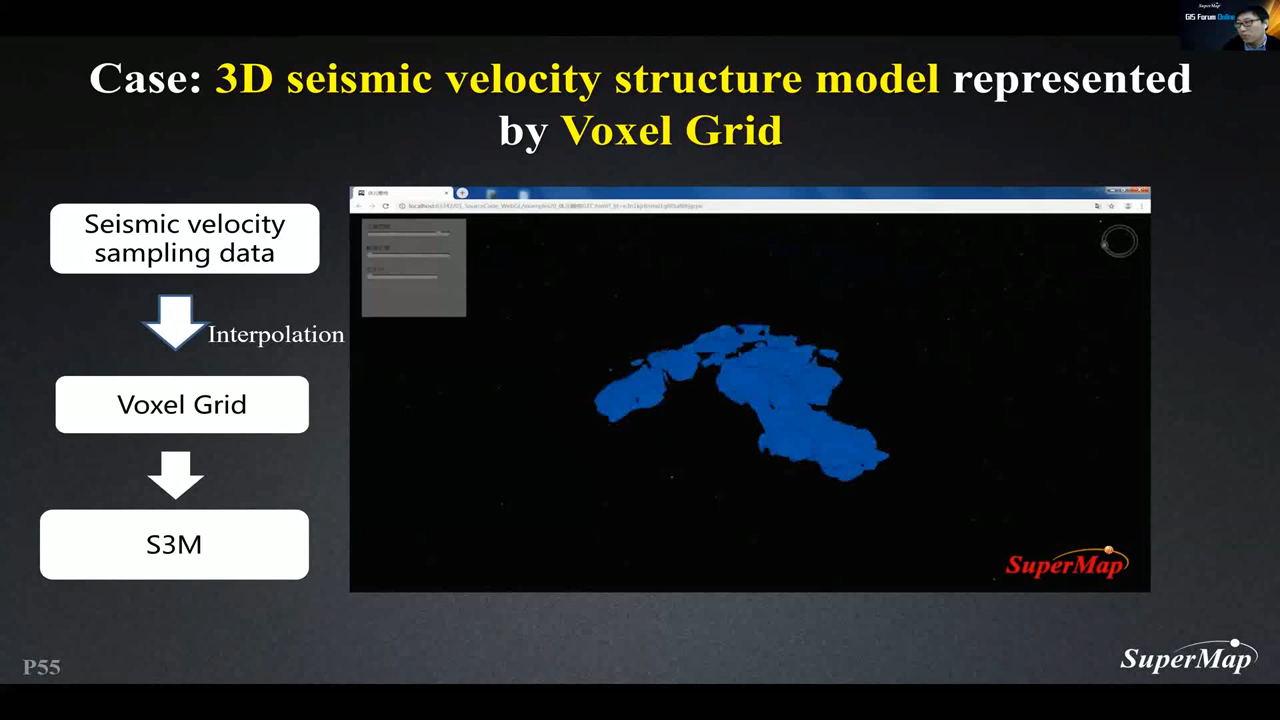 SuperMap
GIS Forum Online
Case: 3D seismic velocity structure model represented
by Voxel Grid
Seismic velocity
sampling data
Interpolation
Voxel Grid
S3M
SuperMap
P55
SuperMap